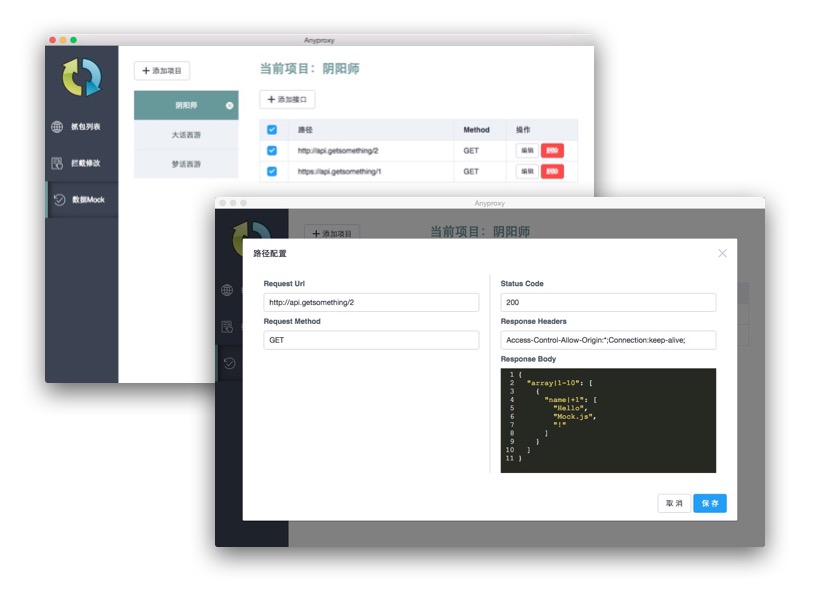 Anyproxy
添加项目
当前项目：阴阳师
阴阳师
添加接口
大话西游
梦话西游
抓包列表
拦截修改
数据Mock
路径 Method 操作
http://api.getsomething/2 GET 编辑 删除
https://api.getsomething/1 GET 编辑 删除
Anyproxy
添加项目
当前项目：阴阳师
路径配置
Request Url
http://api.getsomething/2
Request Method
GET
Status Code
200
Response Headers
Access-Control-Allow-Origin:*;Connection:keep-alive;
Response Body
1 {
2 "array|1-10": [
3 {
4 "name|+1": [
5 "Hello",
6 "Mock.js",
7 "!"
8 ]
9 }
10 ]
11 }
取消 保存